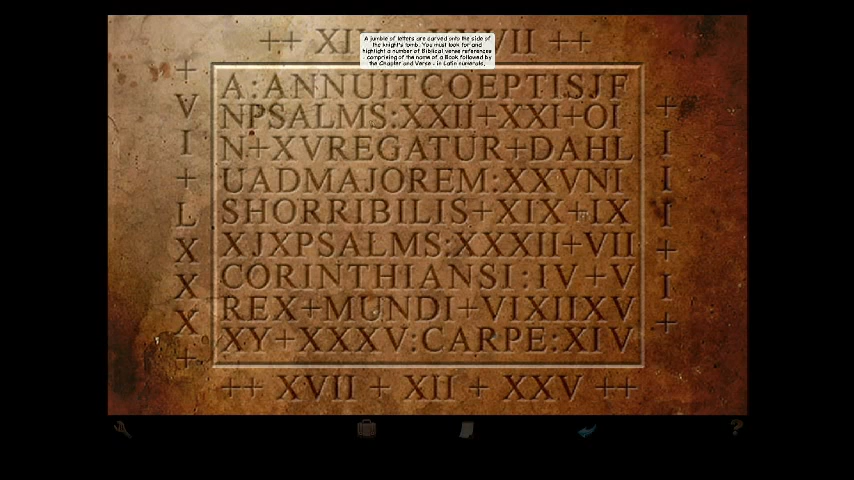 ++ XI VII ++
A jumble of letters are carved onto the side of
the knight's tomb. You must look for and
highlight a number of Biblical verse references
- comprising of the name of a Book followed by
the Chapter and Verse - in Latin numerals.
A:ANNUITCOEPTISJF
NPSALMS:XXII+XXI+OI
N+XVREGATUR+DAHL
UADMAJOREM:XXVNI
SHORRIBILIS+XIX+IX
XJXPSALMS:XXXII+VII
CORINTHIANSI:IV+V
REX+MUNDI+VIXIIXV
XY+XXXV:CARPE:XIV
+
V
I
+
L
X
X
X
+
+
I
I
I
+
I
+
++ XVII + XII + XXV ++
?